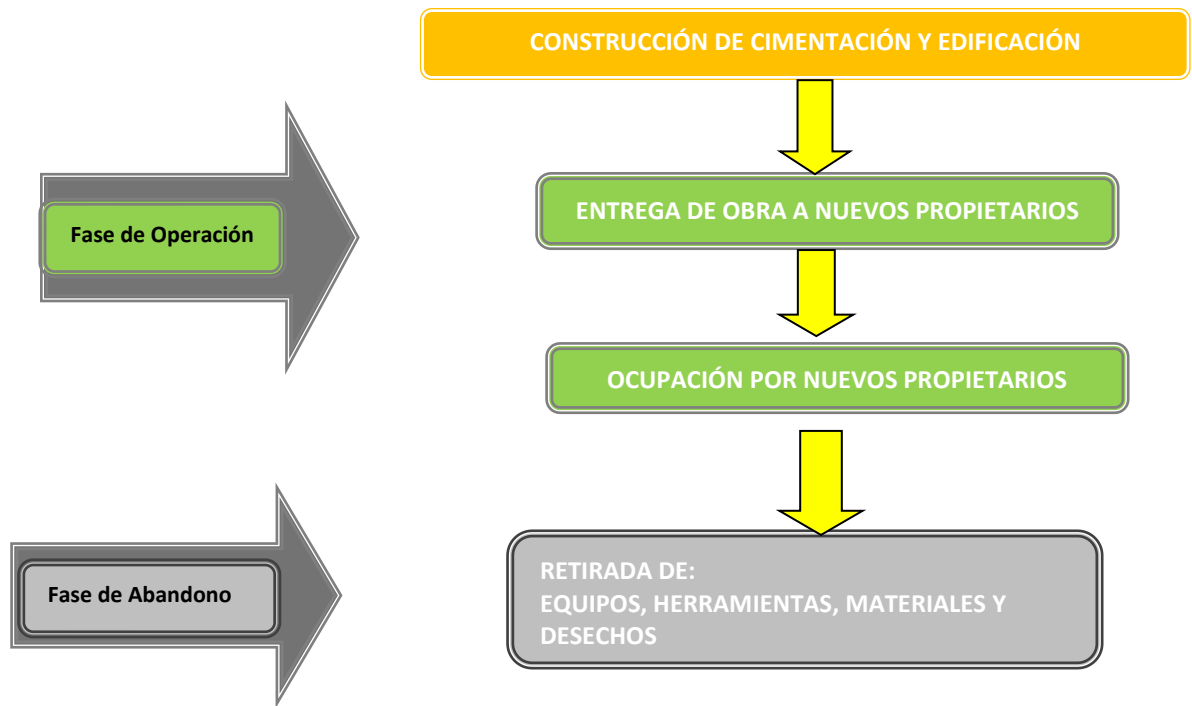 CONSTRUCCIÓN DE CIMENTACIÓN Y EDIFICACIÓN
Fase de Operación
ENTREGA DE OBRA A NUEVOS PROPIETARIOS
OCUPACIÓN POR NUEVOS PROPIETARIOS
Fase de Abandono
RETIRADA DE:
EQUIPOS, HERRAMIENTAS, MATERIALES Y
DESECHOS